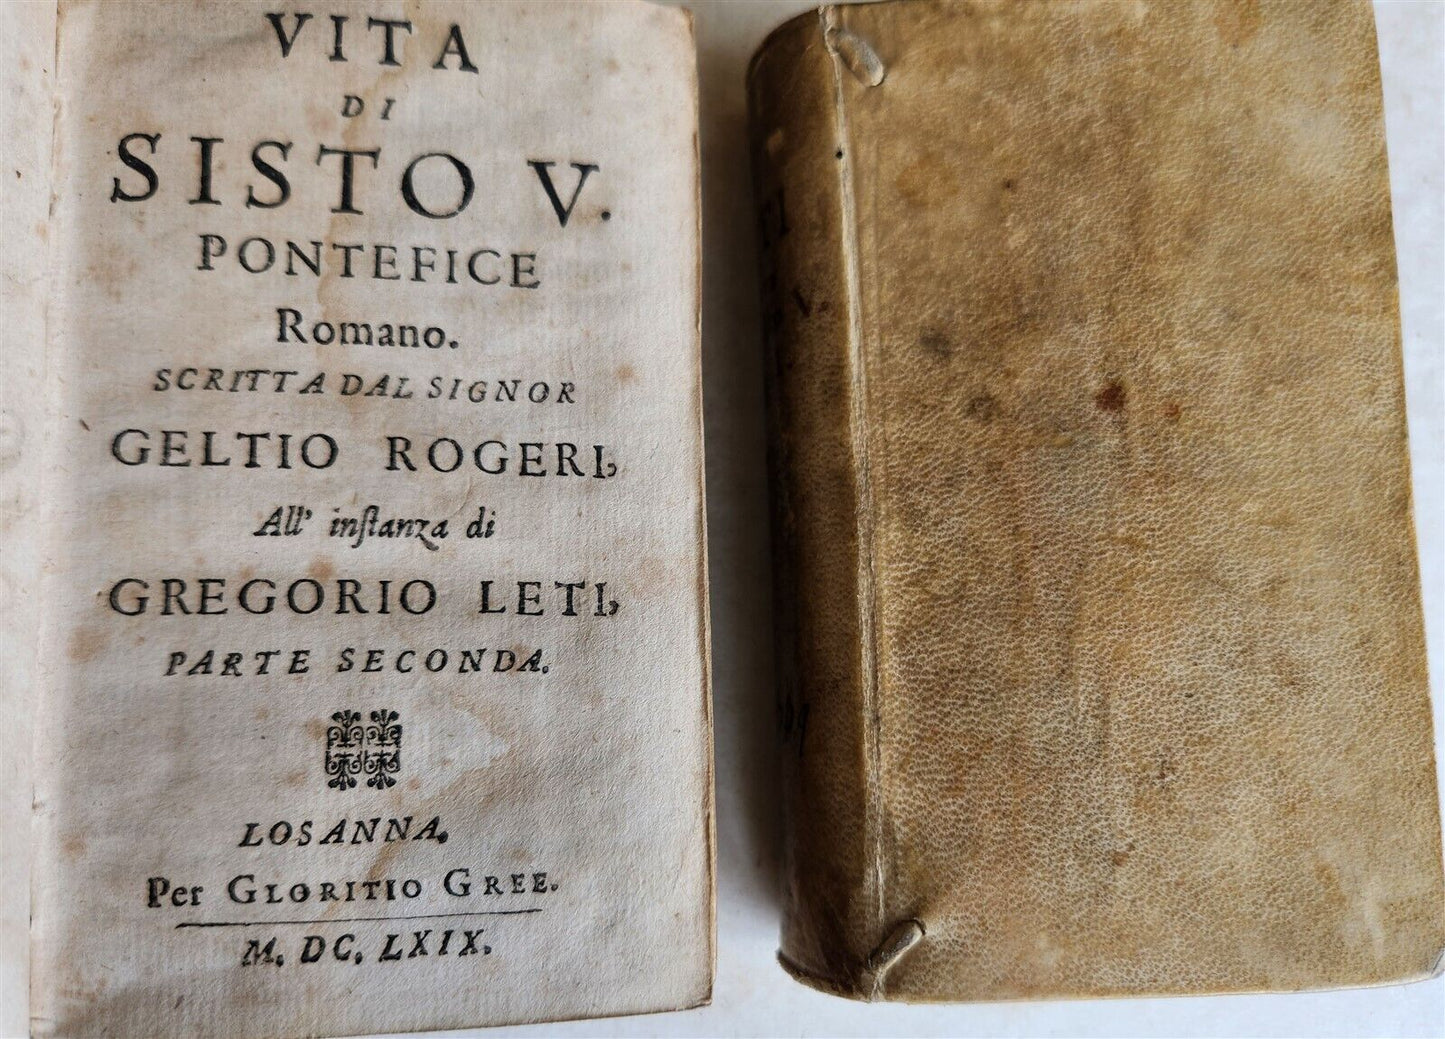 VITA
DI
SISTO V.
PONTEFICE
Romano.
SCRITTA DAL SIGNOR
GELTIO ROGERI,
All' inſtanza di
GREGORIO LETI,
PARTE SECONDA.
LOSANNA.
Per GLORITIO GREE.
M. DC. LXIX.